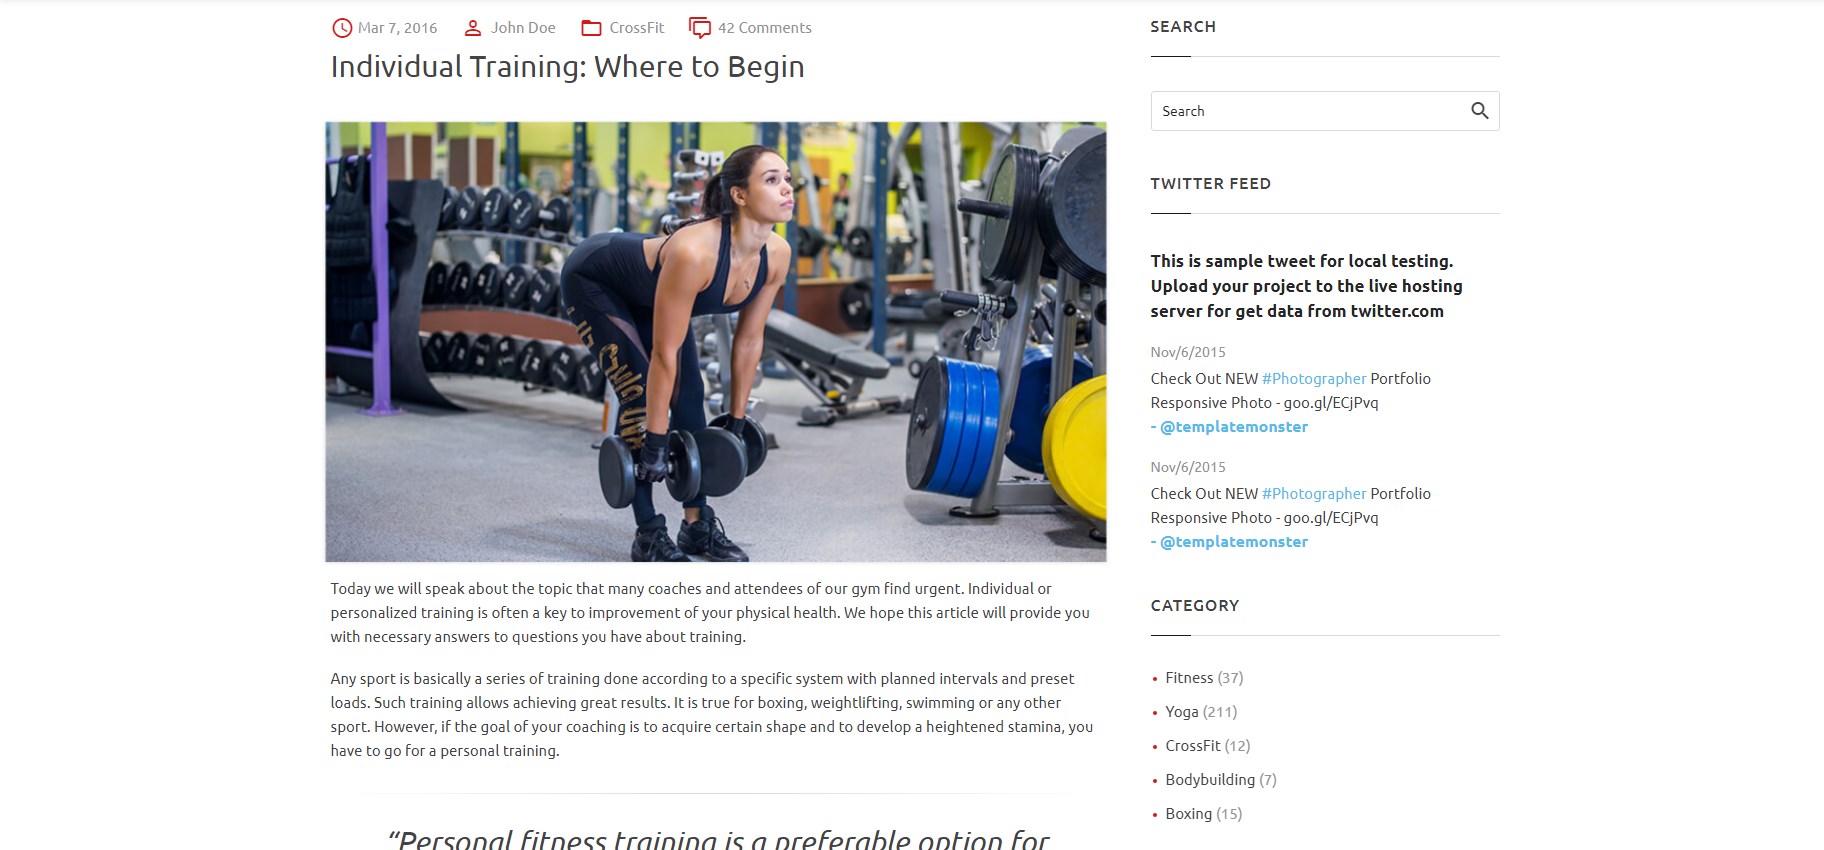 Mar 7, 2016 John Doe CrossFit 42 Comments
Individual Training: Where to Begin
Today we will speak about the topic that many coaches and attendees of our gym find urgent. Individual or
personalized training is often a key to improvement of your physical health. We hope this article will provide you
with necessary answers to questions you have about training.
Any sport is basically a series of training done according to a specific system with planned intervals and preset
loads. Such training allows achieving great results. It is true for boxing, weightlifting, swimming or any other
sport. However, if the goal of your coaching is to acquire certain shape and to develop a heightened stamina, you
have to go for a personal training.
“Personal fitness training is a preferable option for
SEARCH
Search
TWITTER FEED
This is sample tweet for local testing.
Upload your project to the live hosting
server for get data from twitter.com
Nov/6/2015
Check Out NEW #Photographer Portfolio
Responsive Photo - goo.gl/ECjPvq
- @templatemonster
Nov/6/2015
Check Out NEW #Photographer Portfolio
Responsive Photo - goo.gl/ECjPvq
- @templatemonster
CATEGORY
Fitness (37)
Yoga (211)
CrossFit (12)
Bodybuilding (7)
Boxing (15)